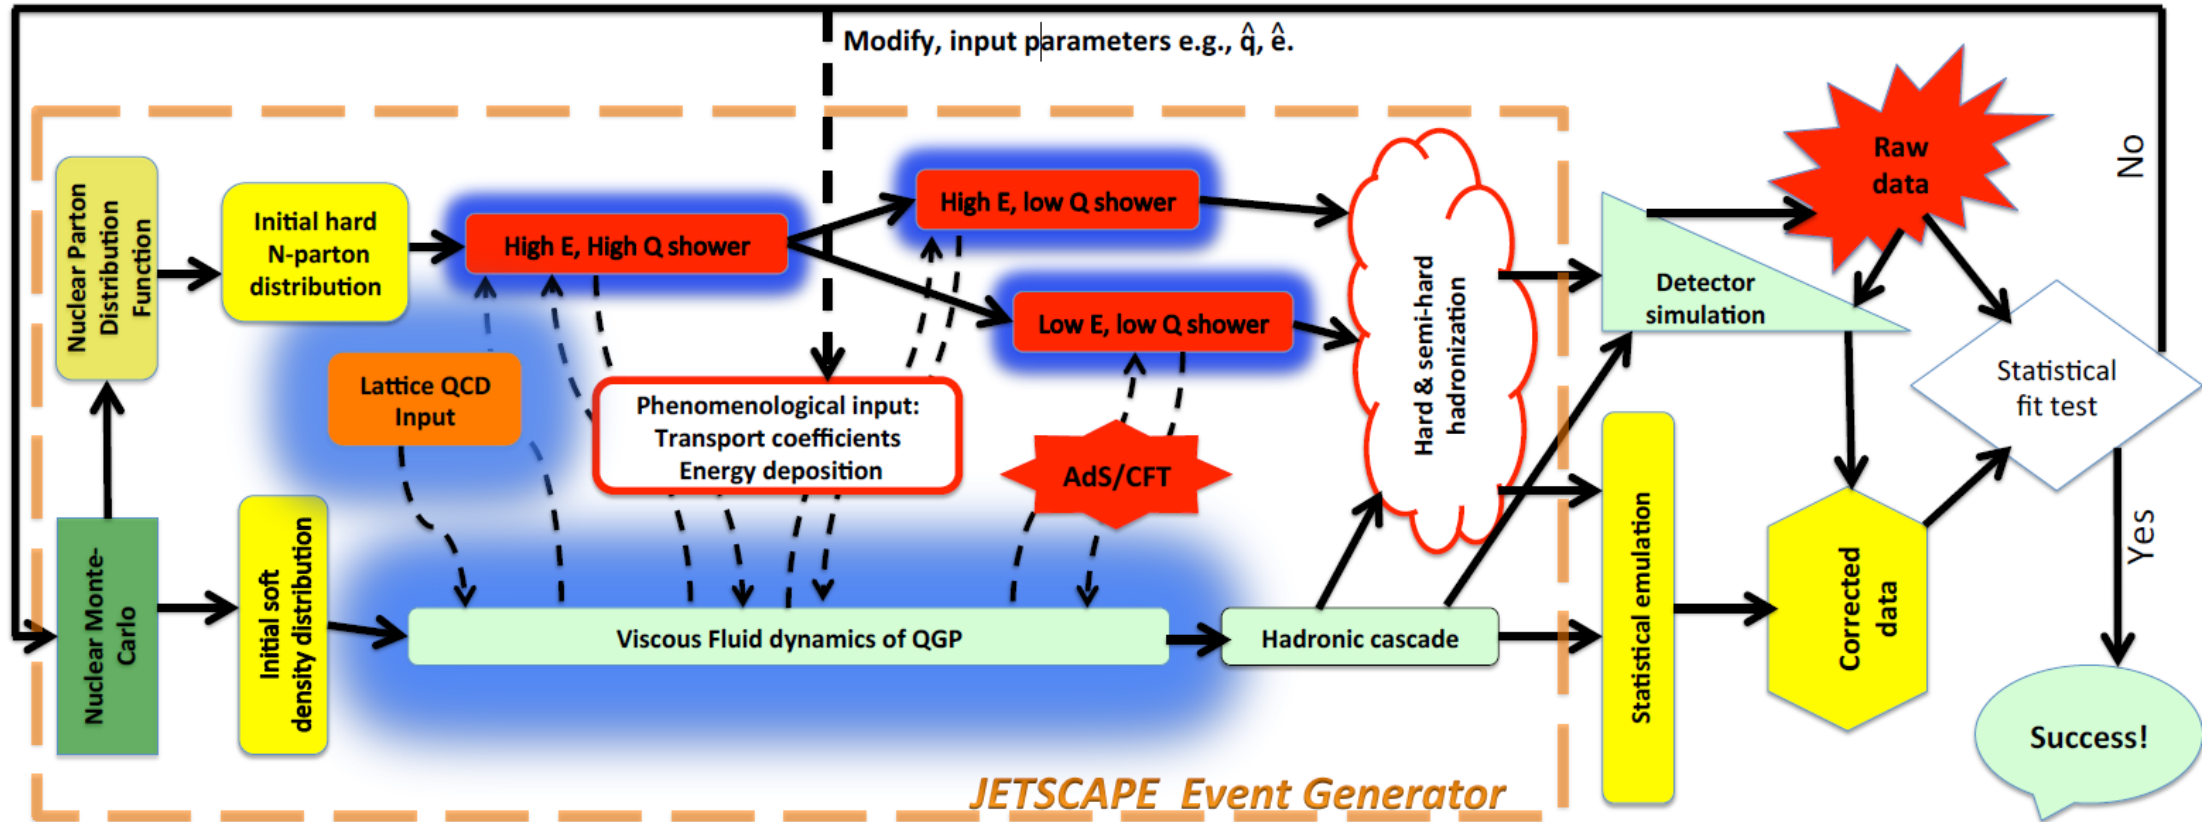 Modify, input parameters e.g., q̂, ê.
Nuclear Parton
Distribution
Function
Initial hard
N-parton
distribution
High E, High Q shower
High E, low Q shower
Low E, low Q shower
Hard & semi-hard
hadronization
Raw
data
No
Detector
simulation
Lattice QCD
Input
Phenomenological input:
Transport coefficients
Energy deposition
AdS/CFT
Statistical
fit test
Nuclear Monte-
Carlo
Initial soft
density distribution
Viscous Fluid dynamics of QGP
Hadronic cascade
Statistical emulation
Corrected
data
Yes
Success!
JETSCAPE Event Generator